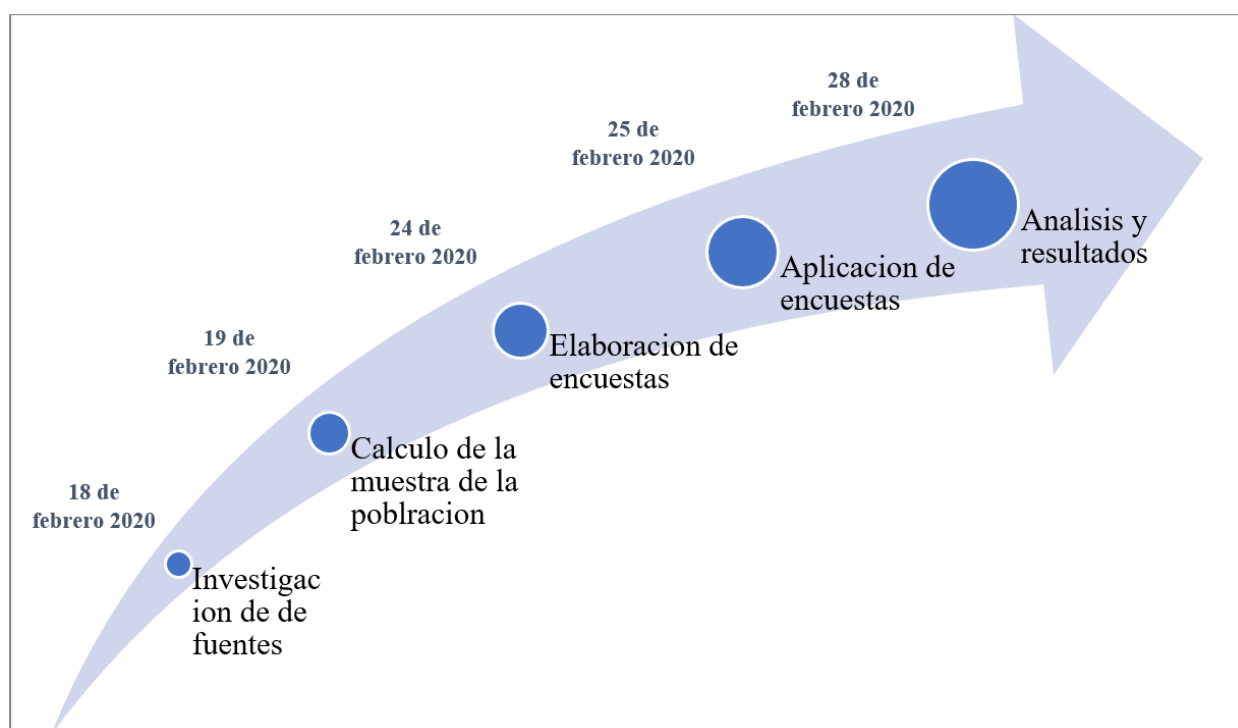 18 de
febrero 2020
Investigac
ion de de
fuentes
19 de
febrero 2020
Calculo de la
muestra de la
poblracion
24 de
febrero 2020
Elaboracion de
encuestas
25 de
febrero 2020
Aplicacion de
encuestas
28 de
febrero 2020
Analisis y
resultados